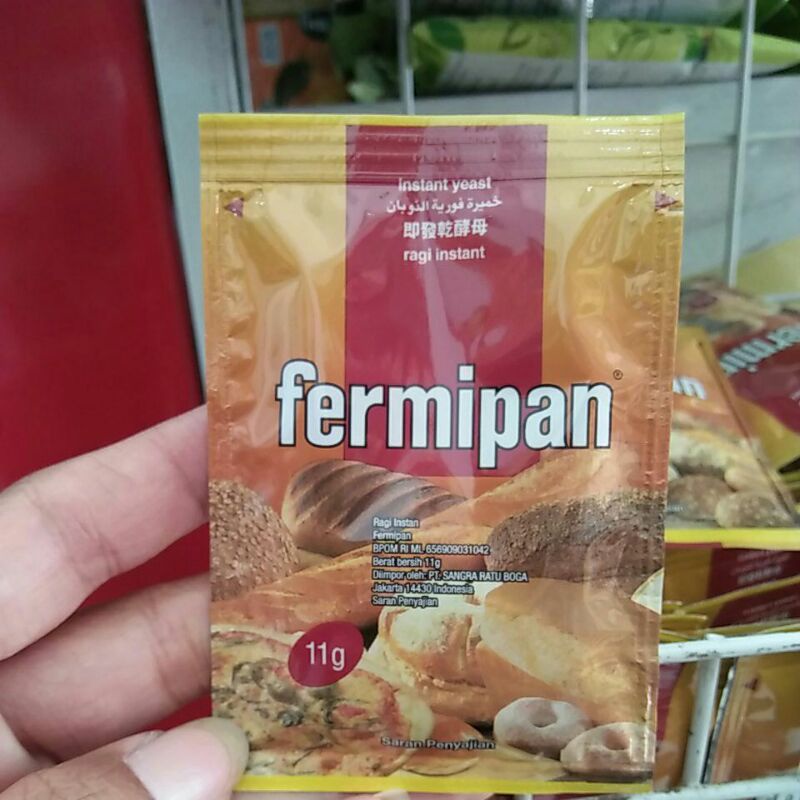 instant yeast
خميرة فورية الذوبان
即發乾酵母
ragi instant
fermipan®
Ragi Instan
Fermipan
BPOM RI ML 656909031042
Berat bersih 11g
Diimpor oleh: PT. SANGRA RATU BOGA
Jakarta 14430 Indonesia
Saran Penyajian
11g
Saran Penyajian